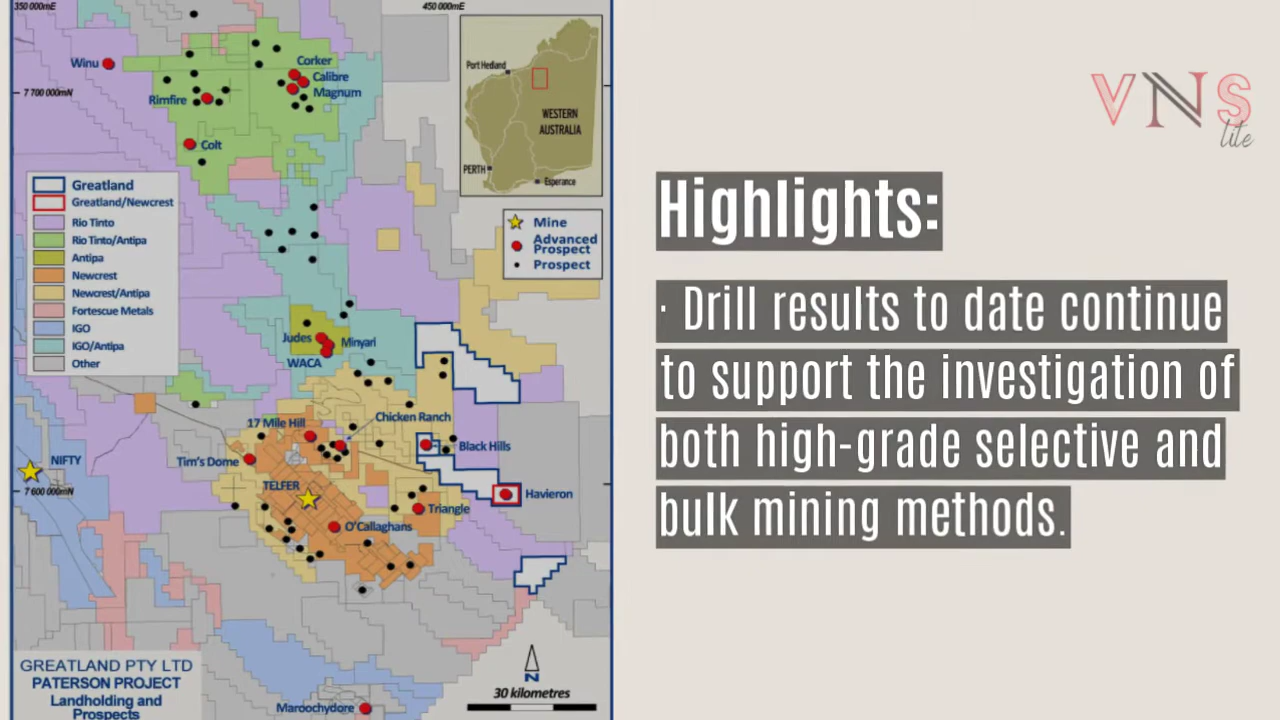 350 000mE
450 000mE
Winu
7 700 000mN
Rimfire
Corker
Calibre
Magnum
Colt
Port Hedland
WESTERN
AUSTRALIA
PERTH
Esperance
Greatland
Greatland/Newcrest
Rio Tinto
Rio Tinto/Antipa
Antipa
Newcrest
Newcrest/Antipa
Fortescue Metals
IGO
IGO/Antipa
Other
Mine
Advanced
Prospect
Prospect
Judes
Minyari
WACA
Chicken Ranch
17 Mile Hill
Black Hills
Tim's Dome
NIFTY
TELFER
7 600 000mN
Havieron
Triangle
O'Callaghans
GREATLAND PTY LTD
PATERSON PROJECT
Landholding and
Prospects
Maroochydore
N
30 kilometres
VNS
lite
Highlights:
· Drill results to date continue
to support the investigation of
both high-grade selective and
bulk mining methods.